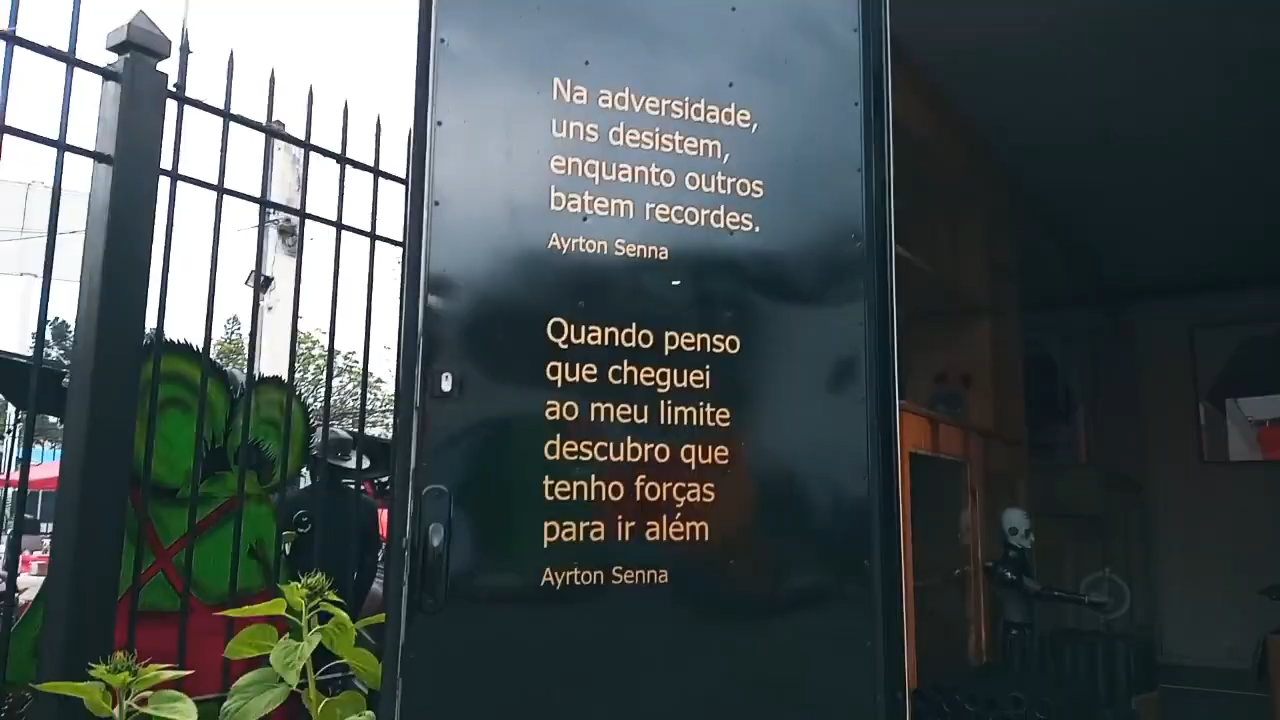 Na adversidade,
uns desistem,
enquanto outros
batem recordes.
Ayrton Senna
Quando penso
que cheguei
ao meu limite
descubro que
tenho forças
para ir além
Ayrton Senna